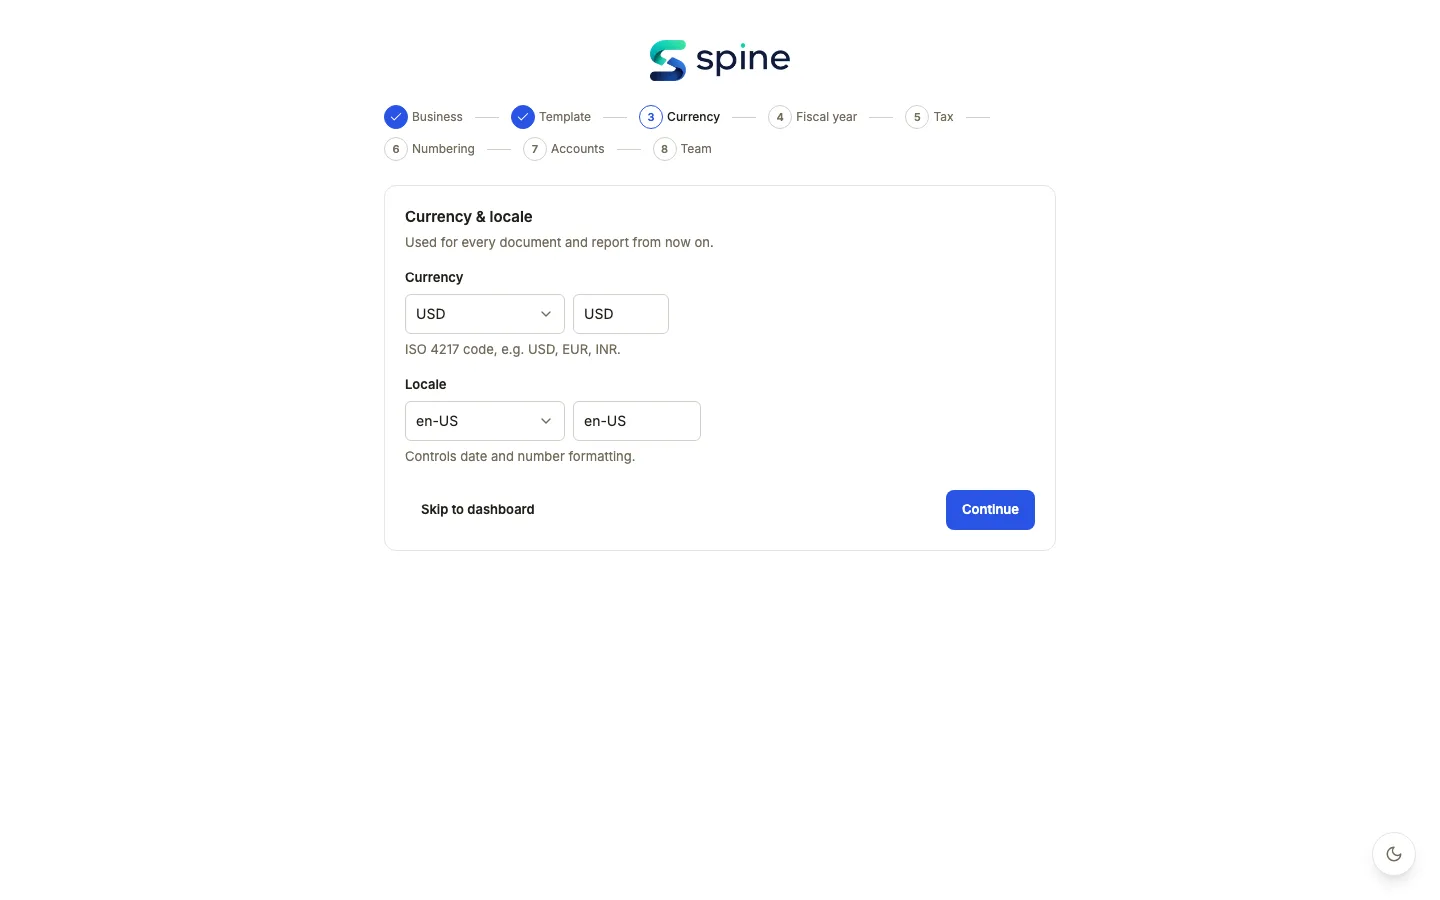 spine
Business
Template
3 Currency
4 Fiscal year
5 Tax
6 Numbering
7 Accounts
8 Team
Currency & locale
Used for every document and report from now on.
Currency
USD USD
ISO 4217 code, e.g. USD, EUR, INR.
Locale
en-US en-US
Controls date and number formatting.
Skip to dashboard Continue